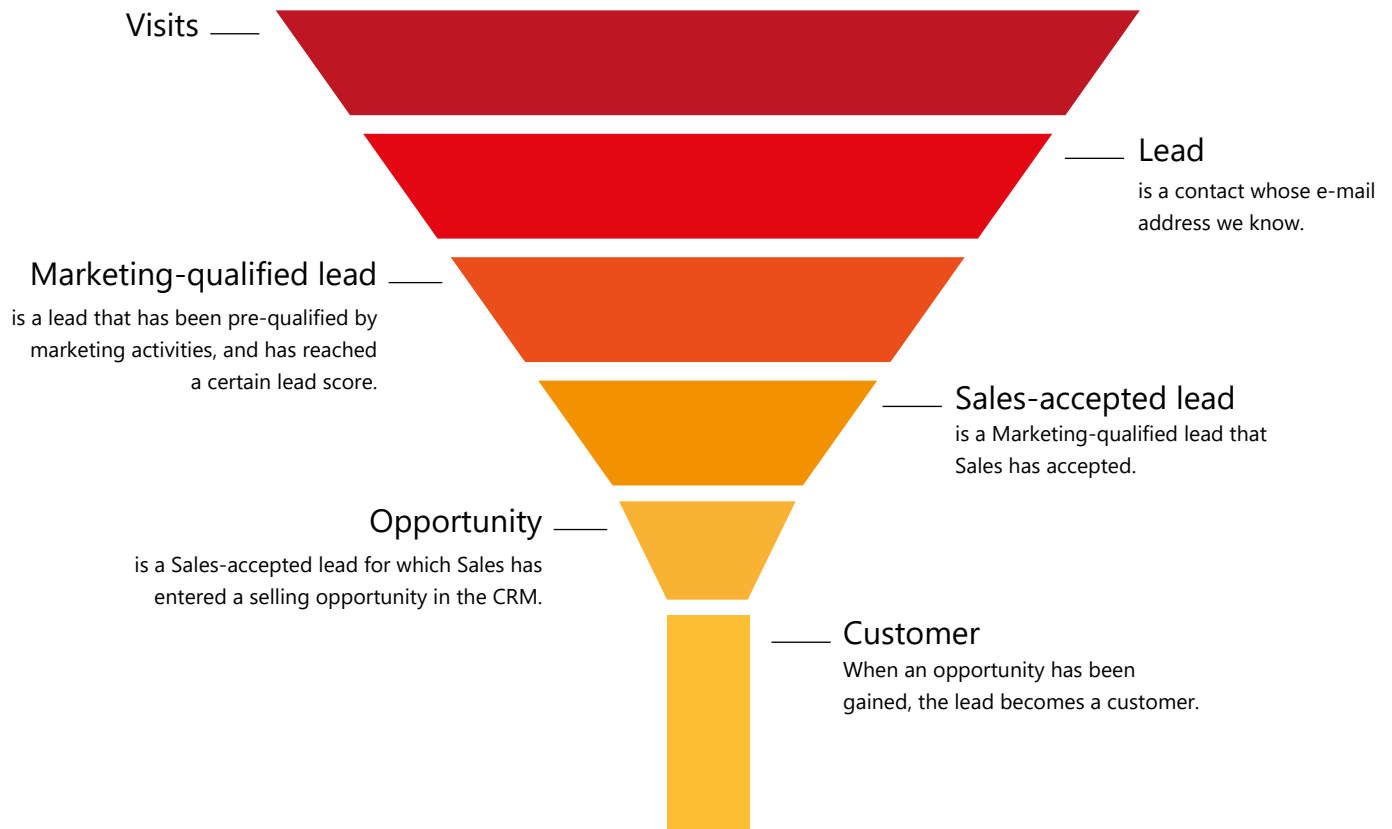 Visits
Lead
is a contact whose e-mail
address we know.
Marketing-qualified lead
is a lead that has been pre-qualified by
marketing activities, and has reached
a certain lead score.
Sales-accepted lead
is a Marketing-qualified lead that
Sales has accepted.
Opportunity
is a Sales-accepted lead for which Sales has
entered a selling opportunity in the CRM.
Customer
When an opportunity has been
gained, the lead becomes a customer.